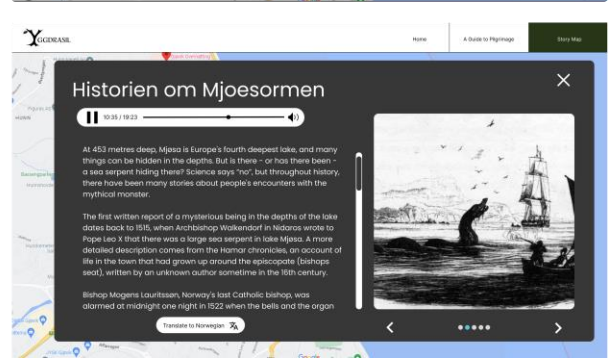 YGGDRASIL
Home
A Guide to Pilgrimage
Story Map
Historien om Mjoesormen
10:35 / 19:23
At 453 metres deep, Mjøsa is Europe's fourth deepest lake, and many
things can be hidden in the depths. But is there - or has there been -
a sea serpent hiding there? Science says "no", but throughout history,
there have been many stories about people's encounters with the
mythical monster.
The first written report of a mysterious being in the depths of the lake
dates back to 1515, when Archbishop Walkendorf in Nidaros wrote to
Pope Leo X that there was a large sea serpent in lake Mjøsa. A more
detailed description comes from the Hamar chronicles, an account of
life in the town that had grown up around the episcopate (bishops
seat), written by an unknown author sometime in the 16th century.
Bishop Mogens Lauritssøn, Norway's last Catholic bishop, was
alarmed at midnight one night in 1522 when the bells and the organ
Translate to Norwegian